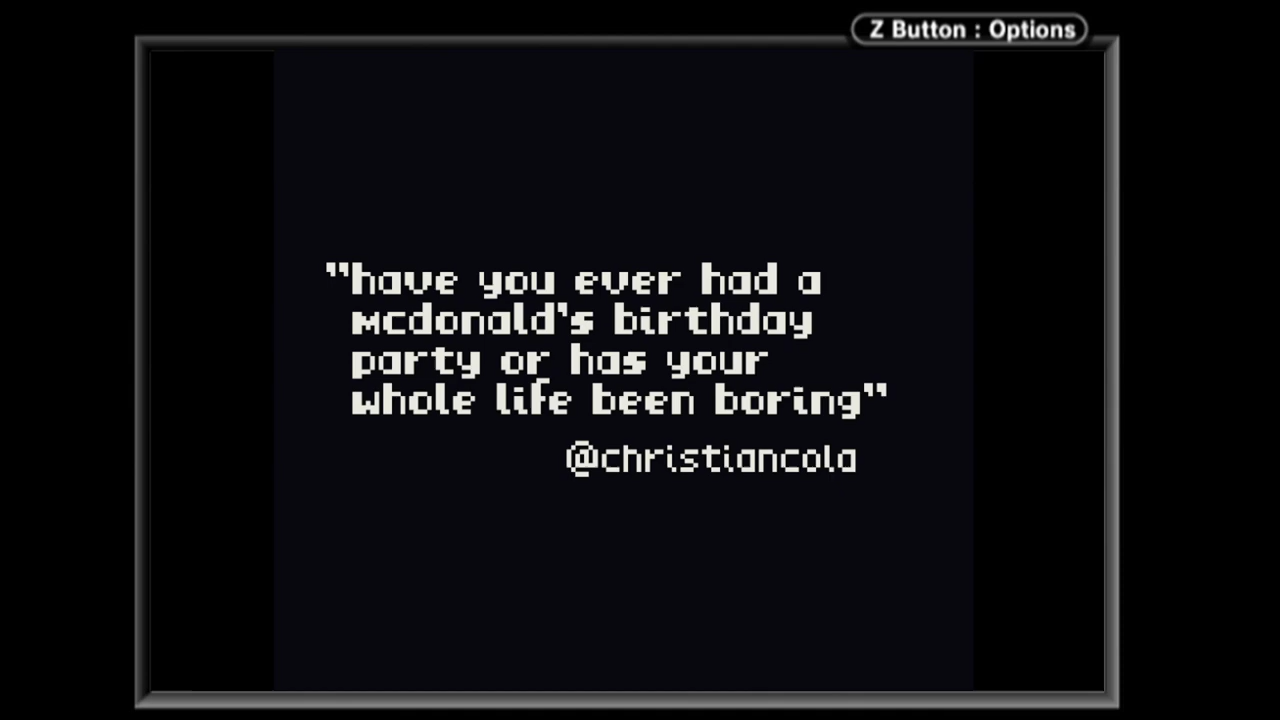 Z Button : Options
"have you ever had a
mcdonald's birthday
party or has your
whole life been boring"
@christiancola